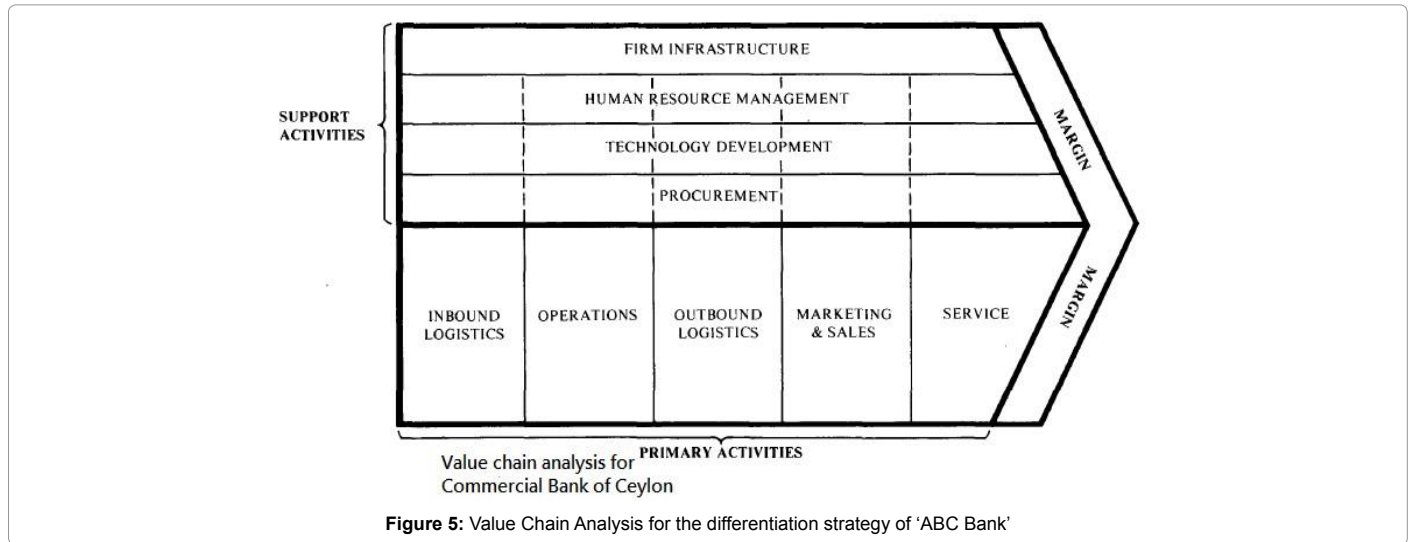 FIRM INFRASTRUCTURE
HUMAN RESOURCE MANAGEMENT
SUPPORT
ACTIVITIES
TECHNOLOGY DEVELOPMENT
PROCUREMENT
MARGIN
MARGIN
INBOUND
LOGISTICS
OPERATIONS
OUTBOUND
LOGISTICS
MARKETING
& SALES
SERVICE
PRIMARY ACTIVITIES
Value chain analysis for
Commercial Bank of Ceylon
Figure 5: Value Chain Analysis for the differentiation strategy of ‘ABC Bank’